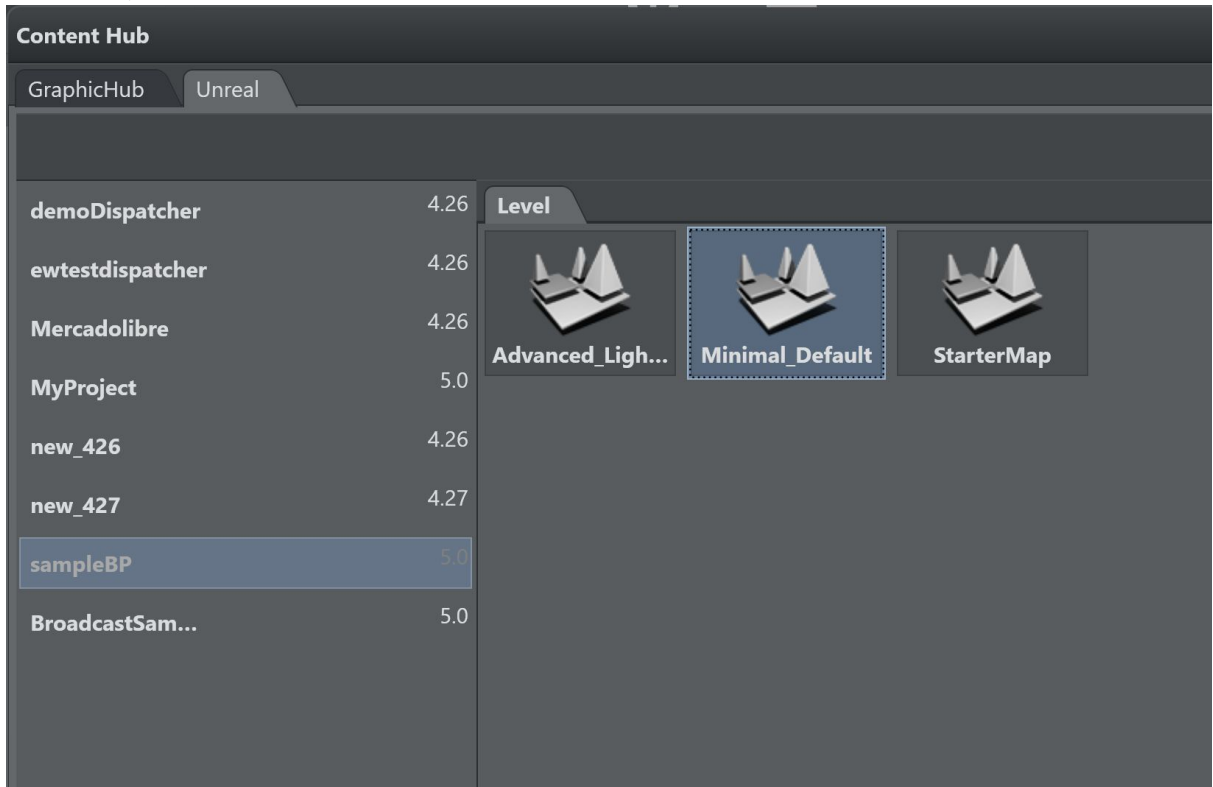 Content Hub
GraphicHub Unreal
demoDispatcher 4.26
ewtestdispatcher 4.26
Mercadolibre 4.26
MyProject 5.0
new_426 4.26
new_427 4.27
sampleBP 5.0
BroadcastSam... 5.0
Level
Advanced_Ligh... Minimal_Default StarterMap